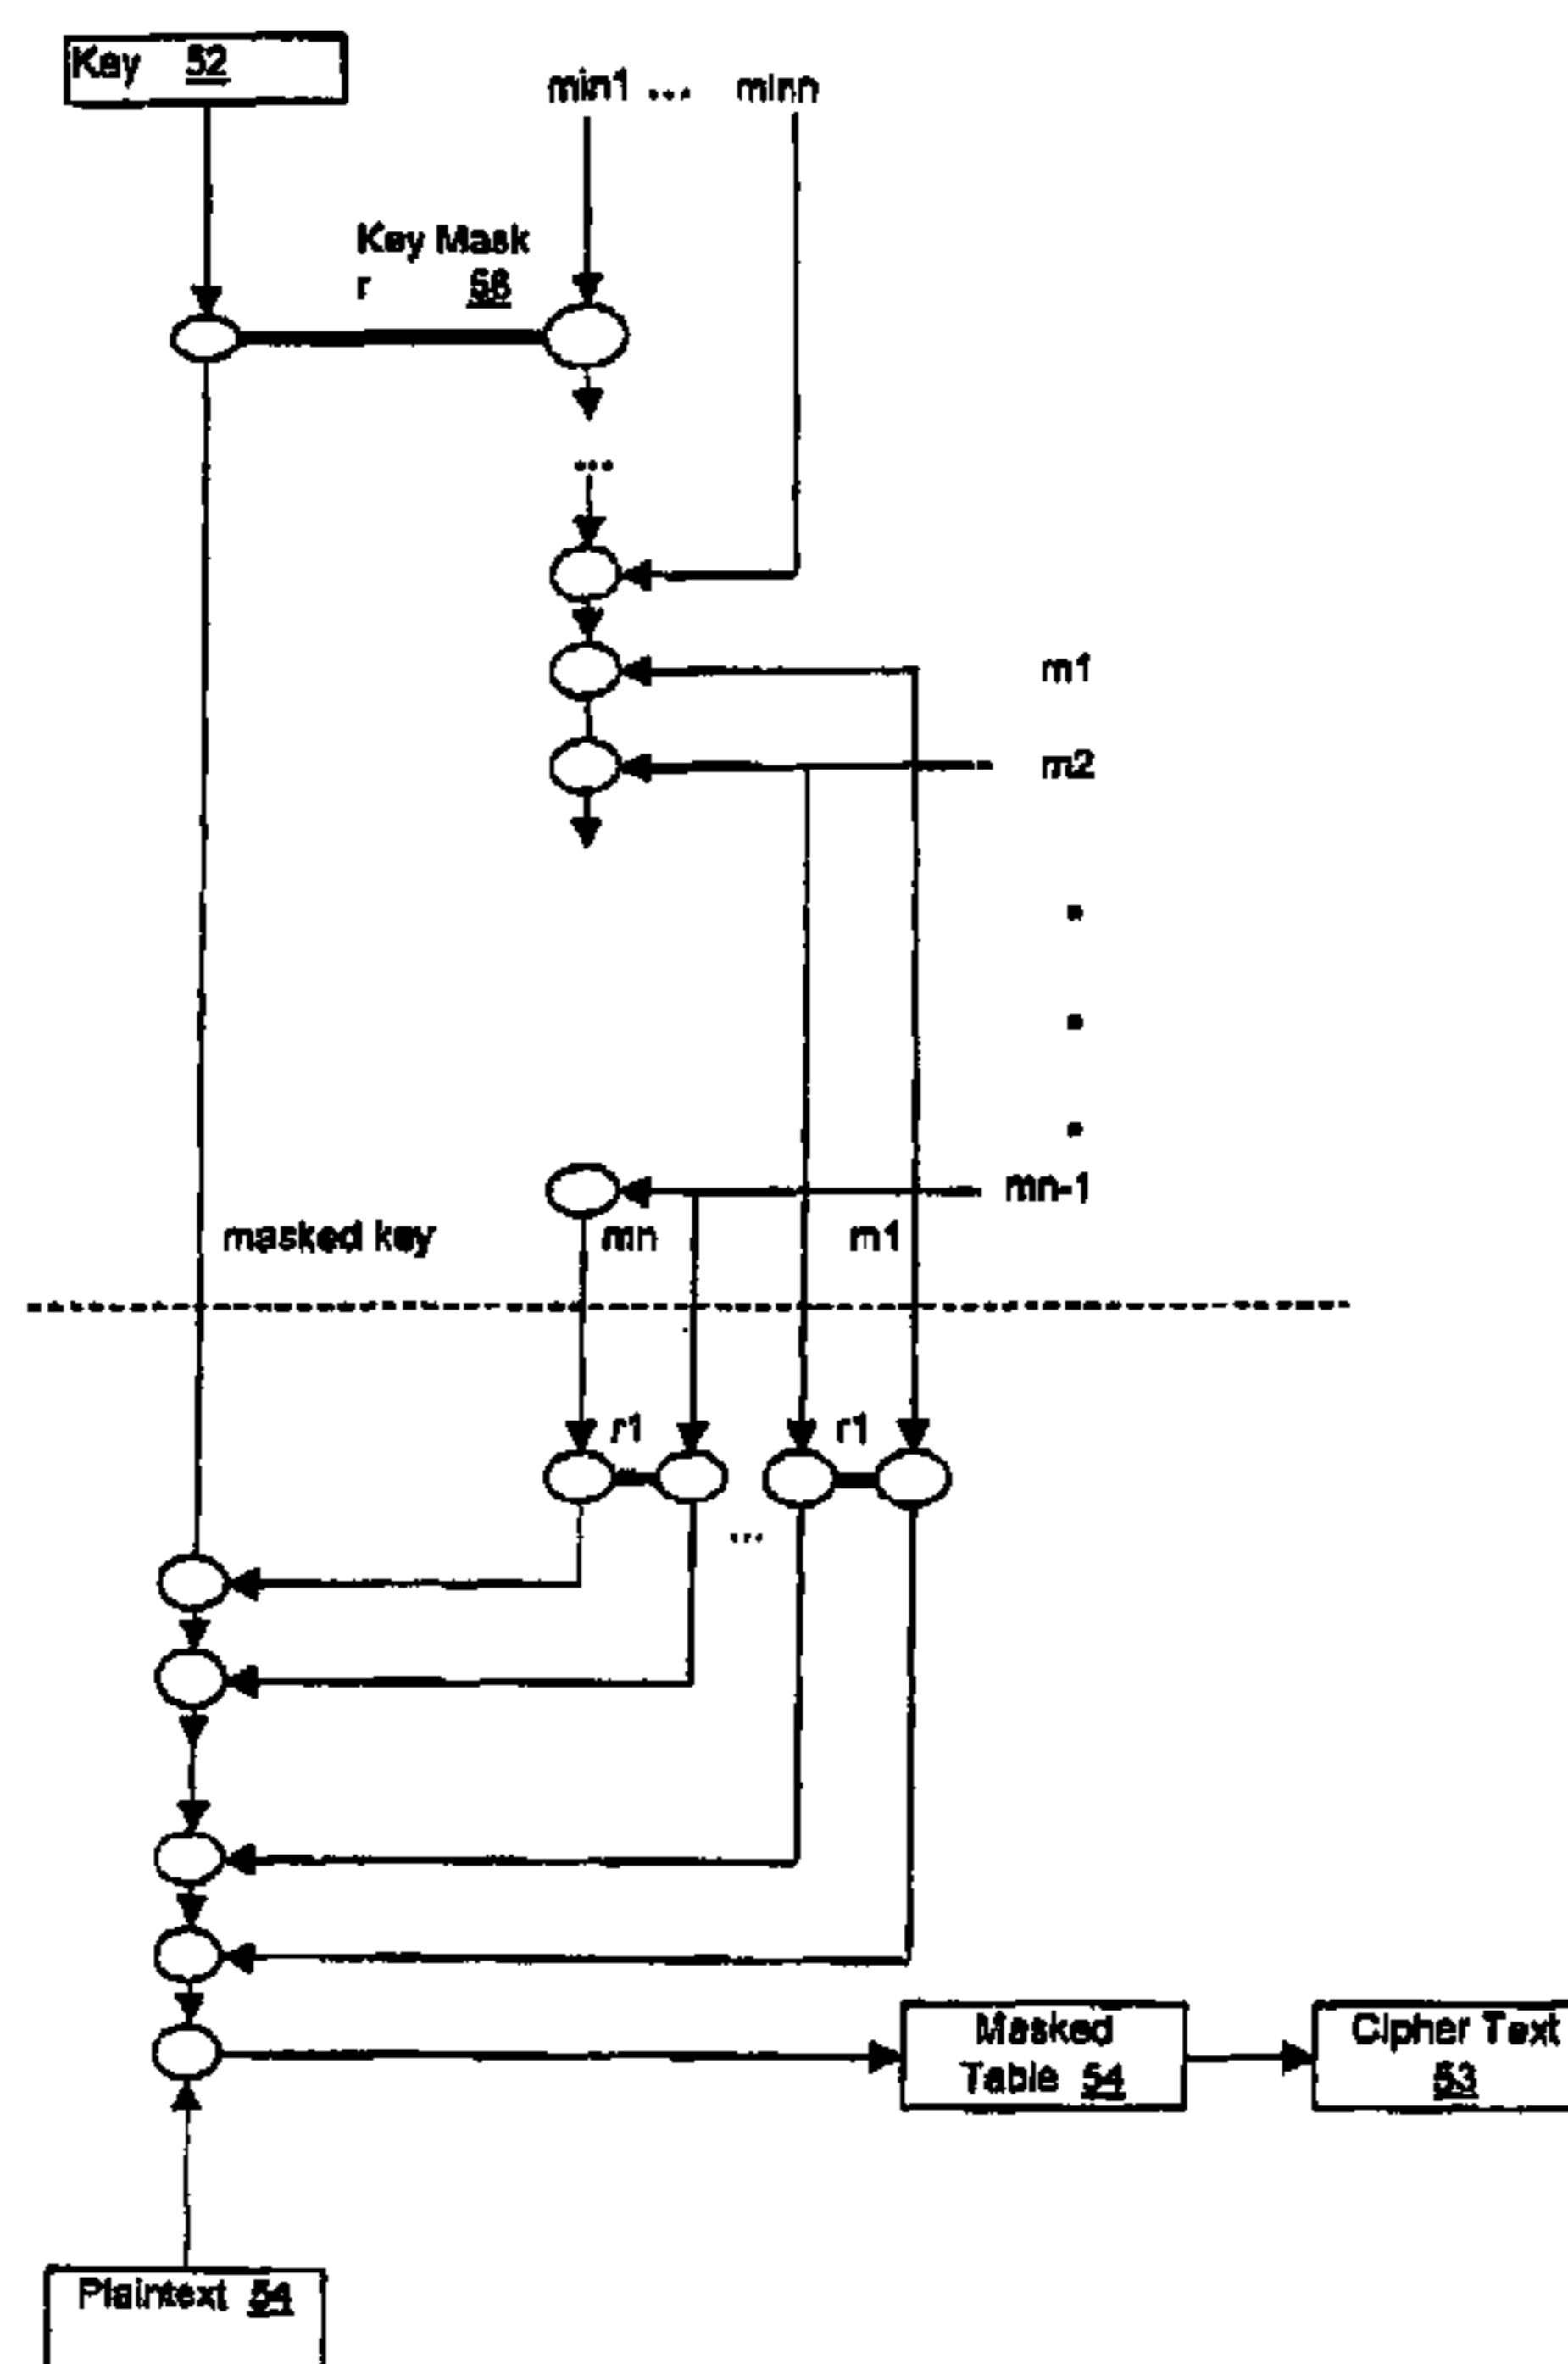 Key 52
min1 ... minn
Key Mask
r 58
...
m1
m2
mn-1
masked key mn m1
r1 r1
...
Masked
Table 54
Cipher Text
53
Plaintext 54